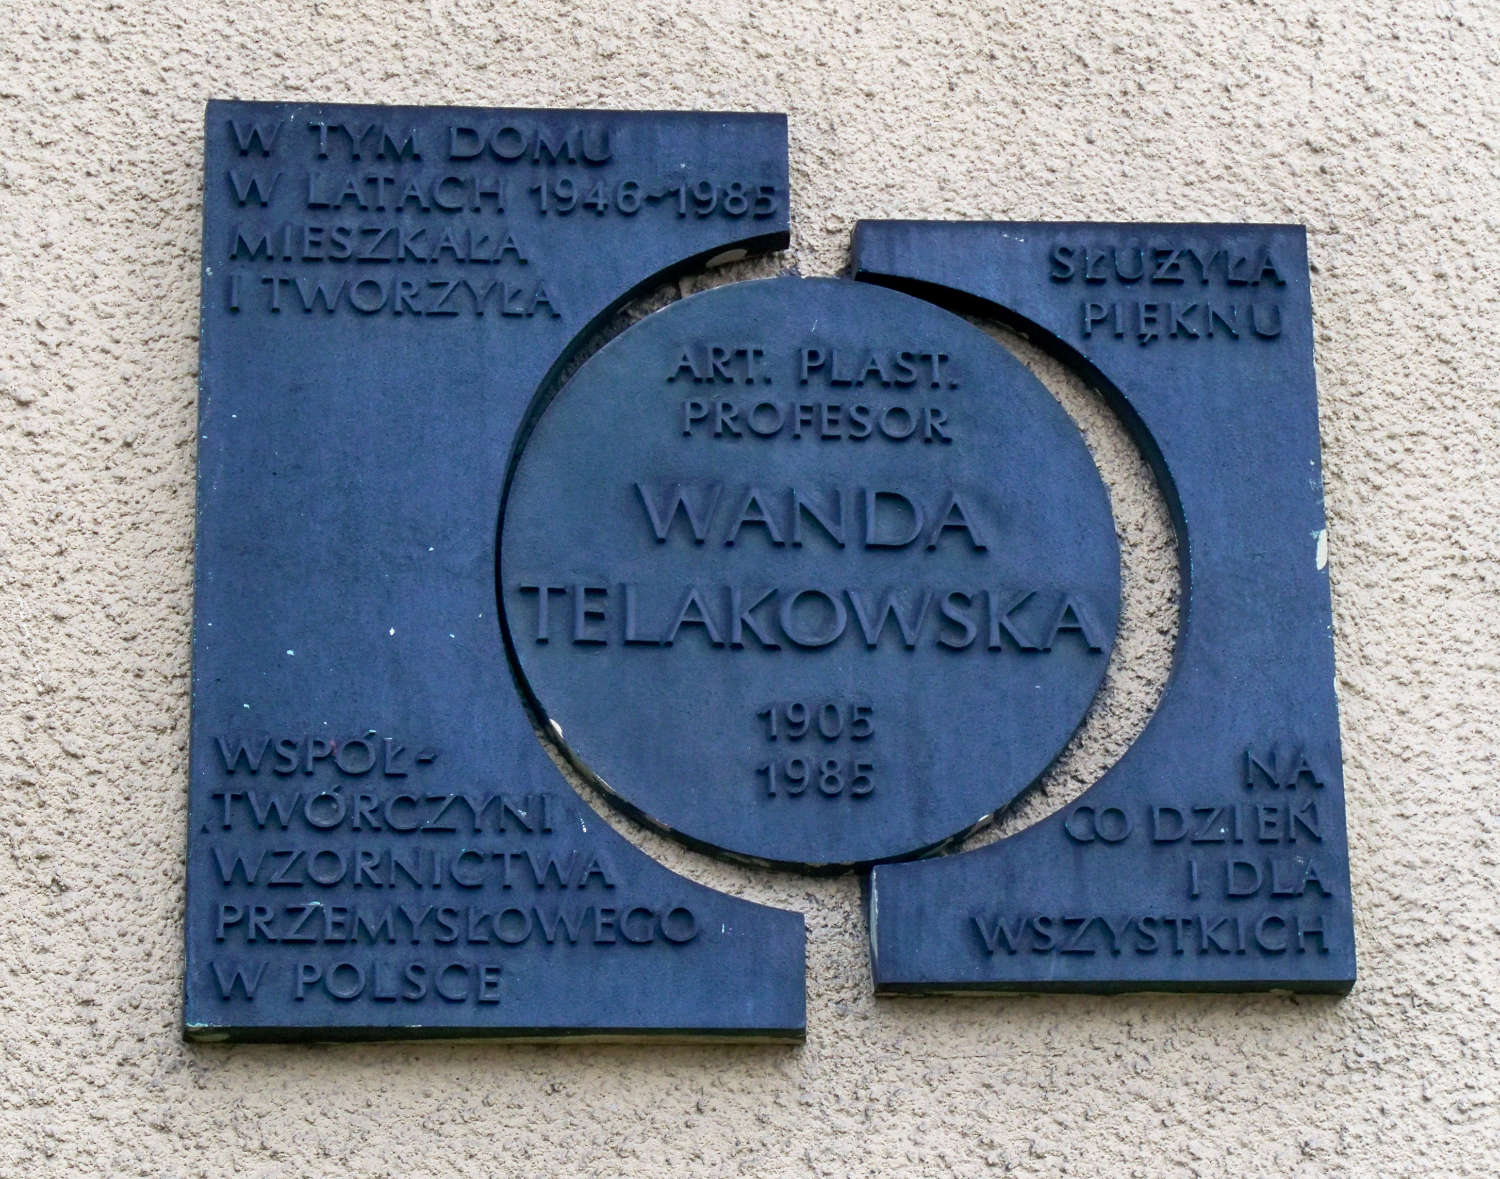 W TYM DOMU
W LATACH 1946-1985
MIESZKAŁA
I TWORZYŁA
ART. PLAST.
PROFESOR
WANDA
TELAKOWSKA
1905
1985
WSPÓŁ-
TWÓRCZYNI
WZORNICTWA
PRZEMYSŁOWEGO
W POLSCE
SŁUŻYŁA
PIĘKNU
NA
CO DZIEŃ
I DLA
WSZYSTKICH